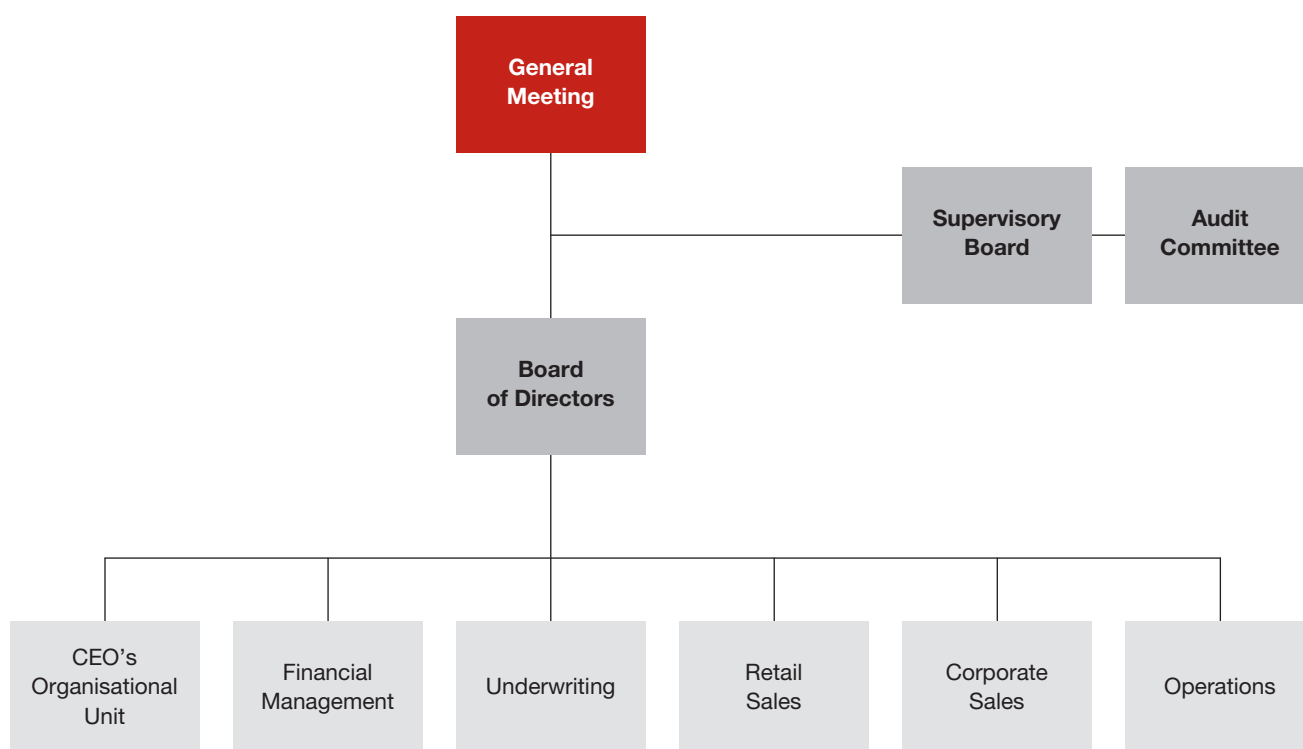 General
Meeting
Supervisory
Board
Audit
Committee
Board
of Directors
CEO's
Organisational
Unit
Financial
Management
Underwriting
Retail
Sales
Corporate
Sales
Operations